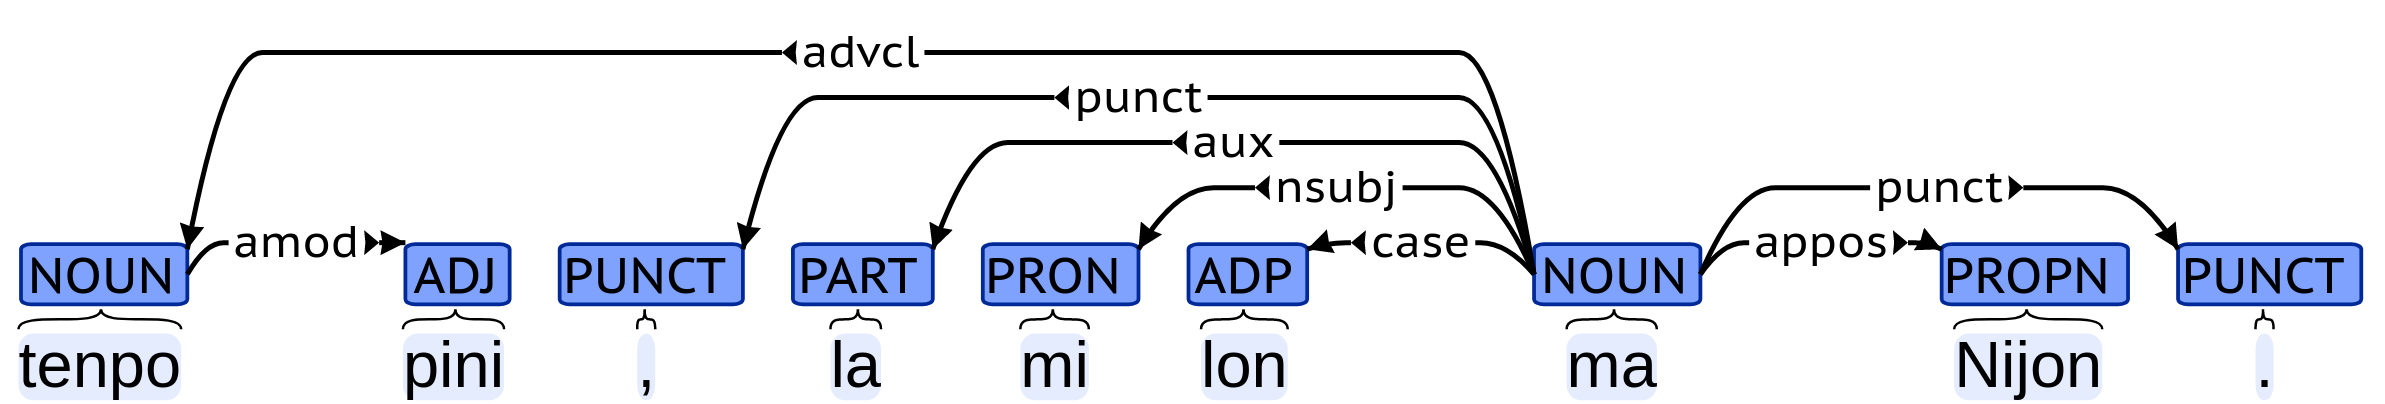 advcl
punct
aux
nsubj punct
amod case appos
NOUN ADJ PUNCT PART PRON ADP NOUN PROPN PUNCT
tenpo pini , la mi lon ma Nijon .